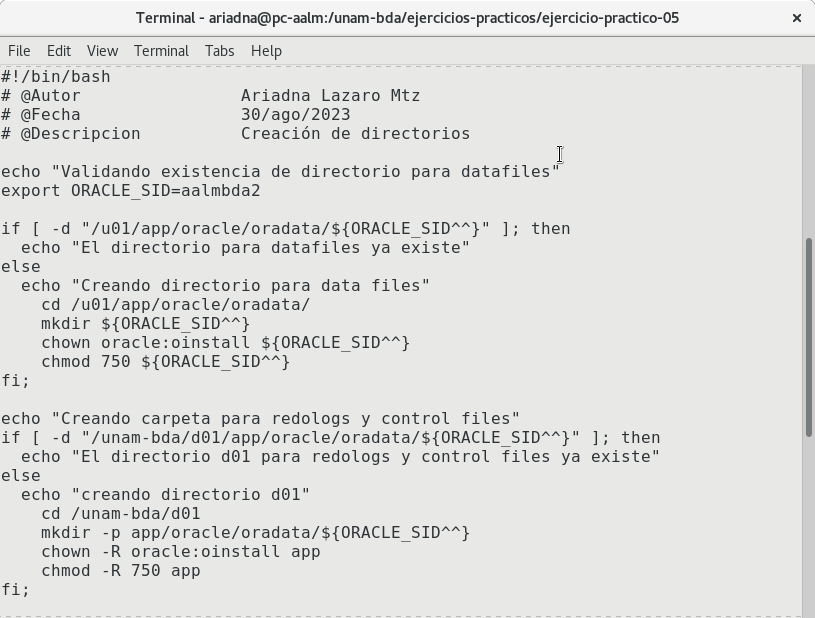 Terminal - ariadna@pc-aalm:/unam-bda/ejercicios-practicos/ejercicio-practico-05
File Edit View Terminal Tabs Help
#!/bin/bash
# @Autor                Ariadna Lazaro Mtz
# @Fecha                30/ago/2023
# @Descripcion          Creación de directorios
echo "Validando existencia de directorio para datafiles"
export ORACLE_SID=aalmbda2
if [ -d "/u01/app/oracle/oradata/${ORACLE_SID^^}" ]; then
  echo "El directorio para datafiles ya existe"
else
  echo "Creando directorio para data files"
    cd /u01/app/oracle/oradata/
    mkdir ${ORACLE_SID^^}
    chown oracle:oinstall ${ORACLE_SID^^}
    chmod 750 ${ORACLE_SID^^}
fi;
echo "Creando carpeta para redologs y control files"
if [ -d "/unam-bda/d01/app/oracle/oradata/${ORACLE_SID^^}" ]; then
  echo "El directorio d01 para redologs y control files ya existe"
else
  echo "creando directorio d01"
    cd /unam-bda/d01
    mkdir -p app/oracle/oradata/${ORACLE_SID^^}
    chown -R oracle:oinstall app
    chmod -R 750 app
fi;